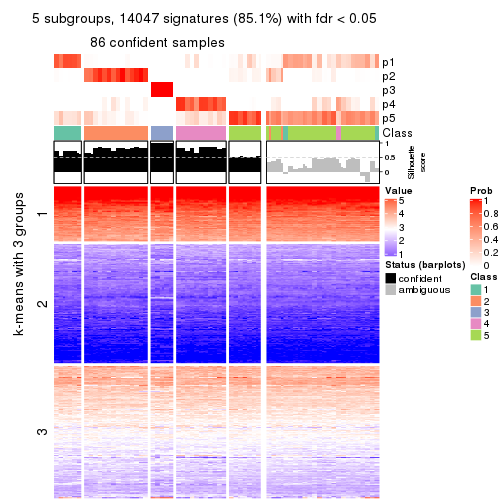 5 subgroups, 14047 signatures (85.1%) with fdr < 0.05
86 confident samples
p1
p2
p3
p4
p5
Class
1
0.5
0
Silhouette
score
k-means with 3 groups
1
2
3
Value
5
4
3
2
1
Status (barplots)
confident
ambiguous
Prob
1
0.8
0.6
0.4
0.2
0
Class
1
2
3
4
5